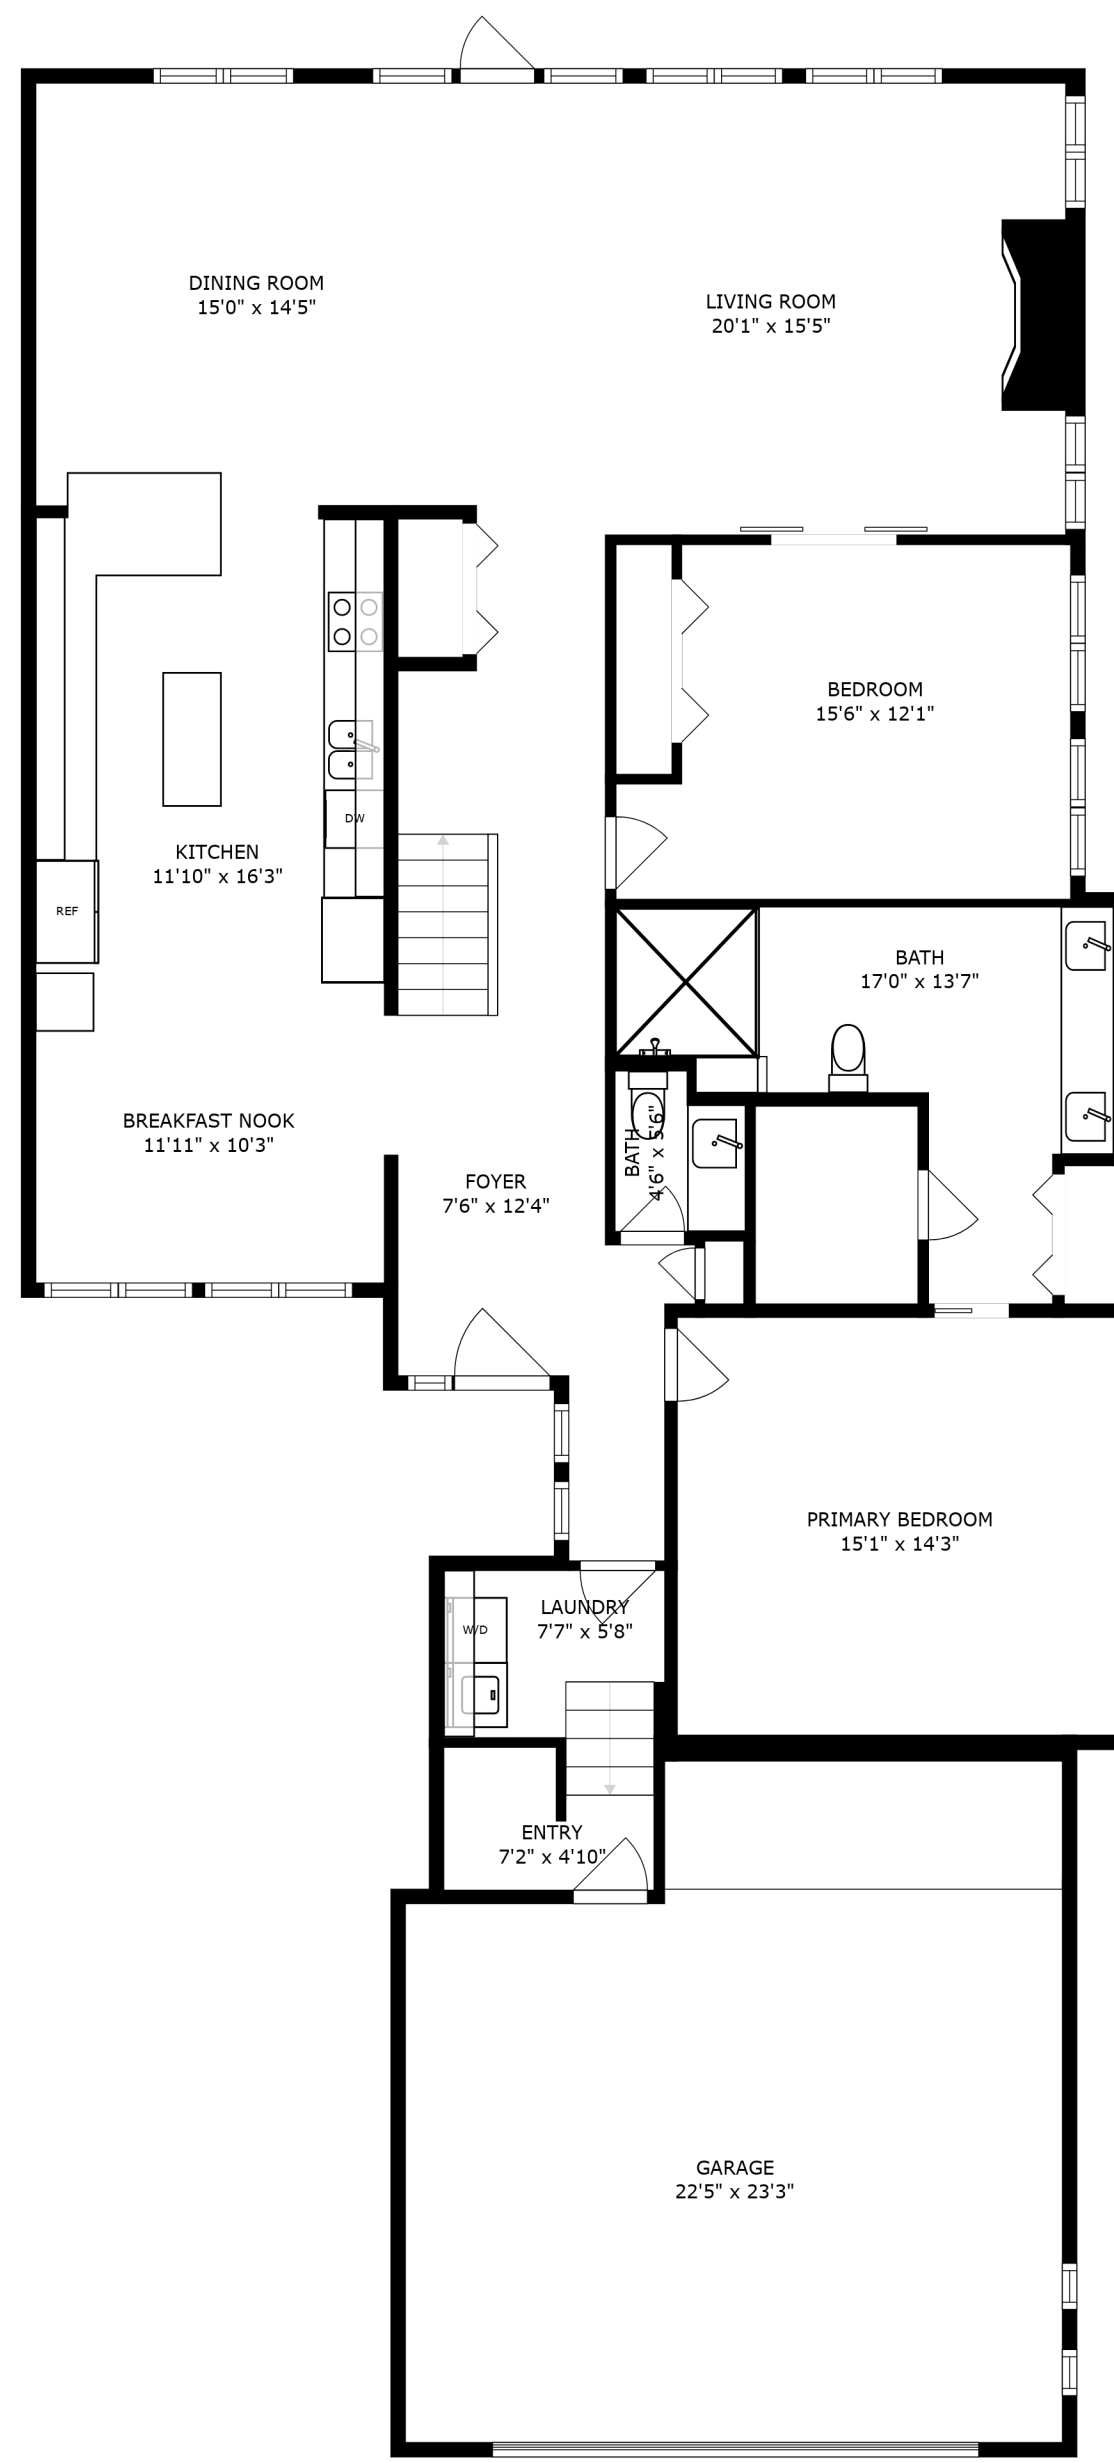 DINING ROOM
15'0" x 14'5"
LIVING ROOM
20'1" x 15'5"
BEDROOM
15'6" x 12'1"
DW
KITCHEN
11'10" x 16'3"
REF
BATH
17'0" x 13'7"
BREAKFAST NOOK
11'11" x 10'3"
BATH
4'6" x 5'6"
FOYER
7'6" x 12'4"
PRIMARY BEDROOM
15'1" x 14'3"
LAUNDRY
7'7" x 5'8"
W/D
ENTRY
7'2" x 4'10"
GARAGE
22'5" x 23'3"